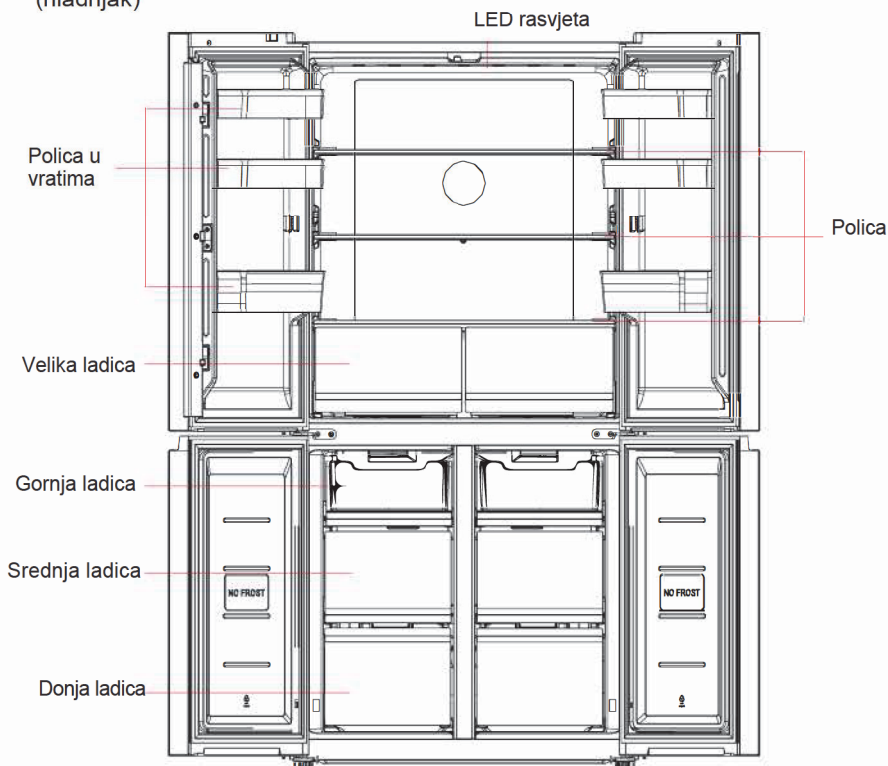 (hladnjak)
LED rasvjeta
Polica u
vratima
Polica
Velika ladica
Gornja ladica
Srednja ladica
NO FROST
NO FROST
Donja ladica